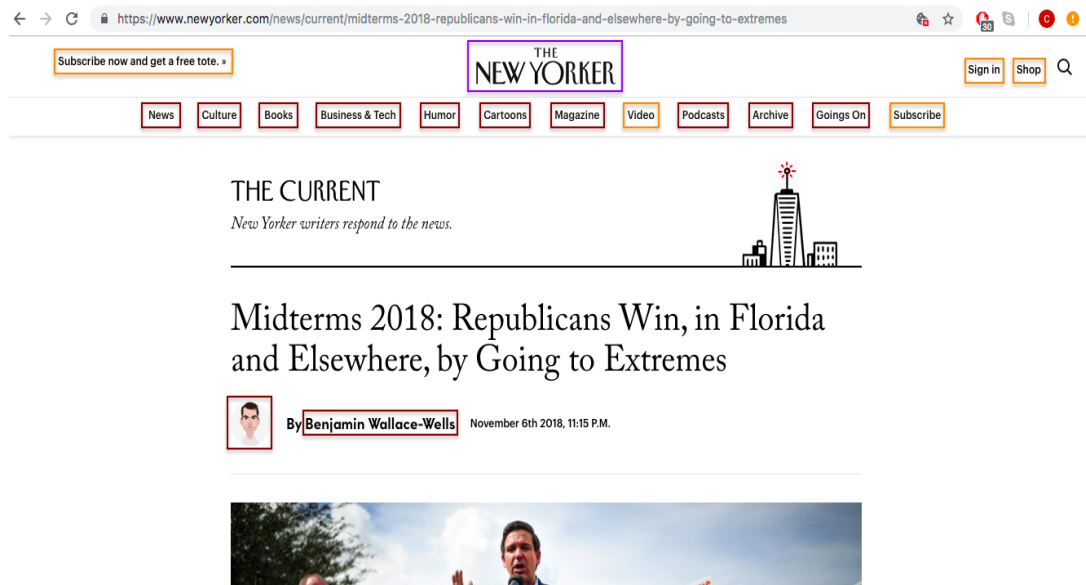 https://www.newyorker.com/news/current/midterms-2018-republicans-win-in-florida-and-elsewhere-by-going-to-extremes
30
C
Subscribe now and get a free tote. »
THE
NEW YORKER
Sign in
Shop
News
Culture
Books
Business & Tech
Humor
Cartoons
Magazine
Video
Podcasts
Archive
Goings On
Subscribe
THE CURRENT
New Yorker writers respond to the news.
Midterms 2018: Republicans Win, in Florida
and Elsewhere, by Going to Extremes
By Benjamin Wallace-Wells
November 6th 2018, 11:15 P.M.